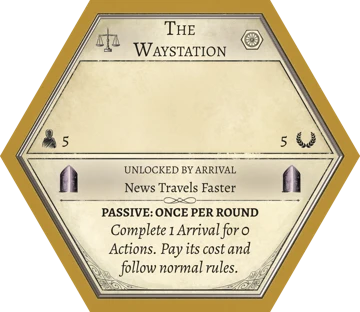 The
Waystation
5 5
UNLOCKED BY ARRIVAL
News Travels Faster
PASSIVE: ONCE PER ROUND
Complete 1 Arrival for 0
Actions. Pay its cost and
follow normal rules.